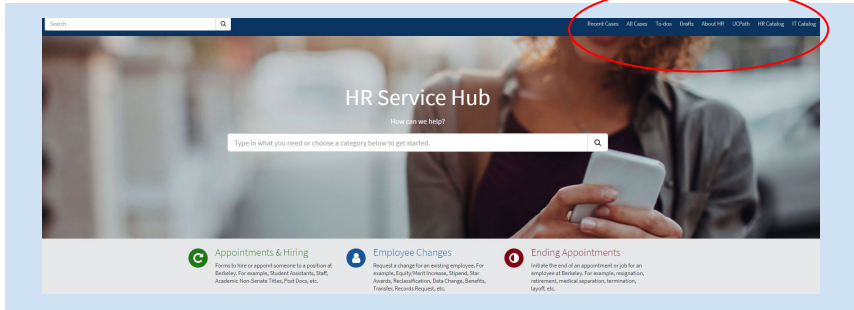 Search
Recent Cases All Cases To-dos Drafts About HR UCPath HR Catalog IT Catalog
HR Service Hub
How can we help?
Type in what you need or choose a category below to get started.
Appointments & Hiring
Forms to hire or appoint someone to a position at
Berkeley. For example, Student Assistants, Staff,
Academic Non-Senate Titles, Post Docs, etc.
Employee Changes
Request a change for an existing employee. For
example, Equity/Merit Increase, Stipend, Star
Awards, Reclassification, Data Change, Benefits,
Transfer, Records Request, etc.
Ending Appointments
Initiate the end of an appointment or job for an
employee at Berkeley. For example, resignation,
retirement, medical separation, termination,
layoff, etc.